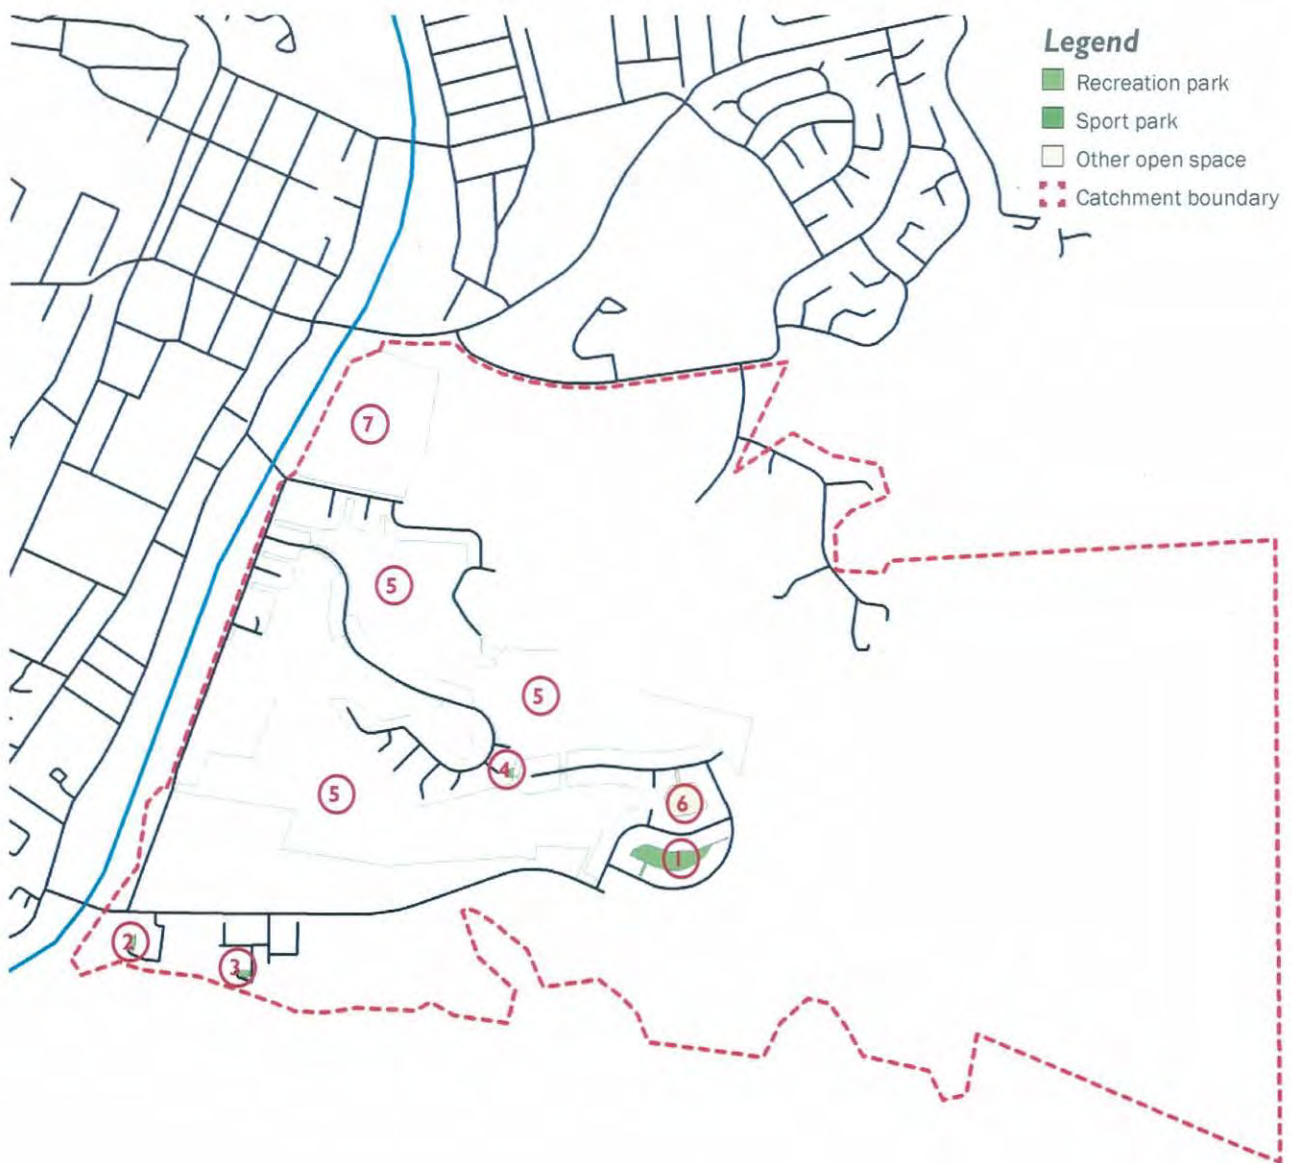 Legend
Recreation park
Sport park
Other open space
Catchment boundary
7
5
5
4
5
6
1
2
3